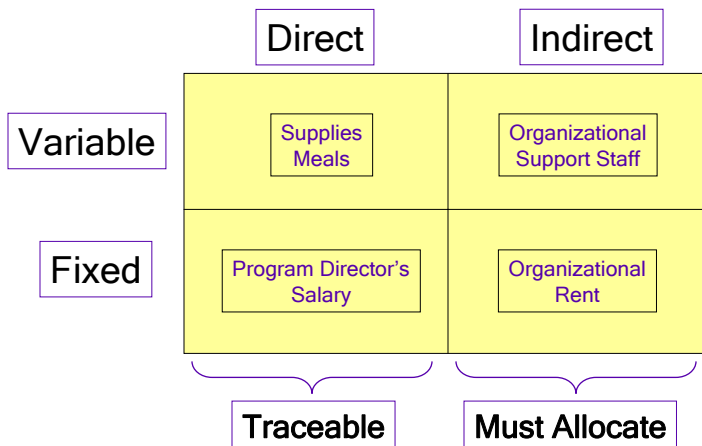 Direct
Indirect
Variable
Supplies
Meals
Organizational
Support Staff
Fixed
Program Director's
Salary
Organizational
Rent
Traceable
Must Allocate